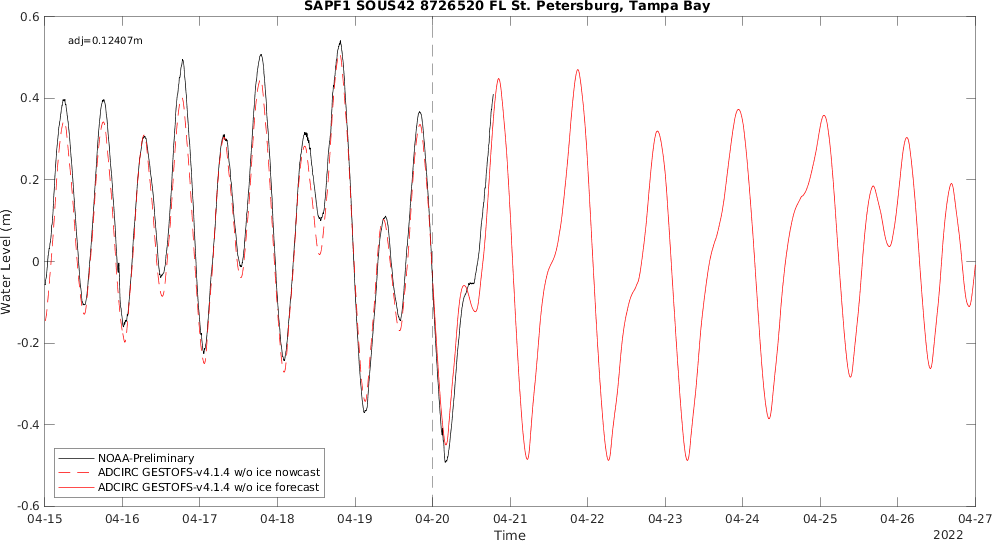 SAPF1 SOUS42 8726520 FL St. Petersburg, Tampa Bay
adj=0.12407m
0.6
0.4
0.2
0
-0.2
-0.4
-0.6
Water Level (m)
NOAA-Preliminary
ADCIRC GESTOFS-v4.1.4 w/o ice nowcast
ADCIRC GESTOFS-v4.1.4 w/o ice forecast
04-15 04-16 04-17 04-18 04-19 04-20 04-21 04-22 04-23 04-24 04-25 04-26 04-27
Time
2022